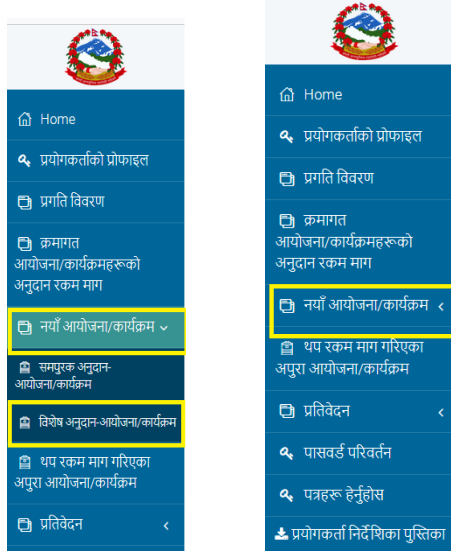 Home
प्रयोगकर्ताको प्रोफाइल
प्रगति विवरण
क्रमागत
आयोजना/कार्यक्रमहरूको
अनुदान रकम माग
नयाँ आयोजना/कार्यक्रम
समपुरक अनुदान-
आयोजना/कार्यक्रम
विशेष अनुदान-आयोजना/कार्यक्रम
थप रकम माग गरिएका
अपुरा आयोजना/कार्यक्रम
प्रतिवेदन
Home
प्रयोगकर्ताको प्रोफाइल
प्रगति विवरण
क्रमागत
आयोजना/कार्यक्रमहरूको
अनुदान रकम माग
नयाँ आयोजना/कार्यक्रम
थप रकम माग गरिएका
अपुरा आयोजना/कार्यक्रम
प्रतिवेदन
पासवर्ड परिवर्तन
पत्रहरू हेर्नुहोस
प्रयोगकर्ता निर्देशिका पुस्तिका